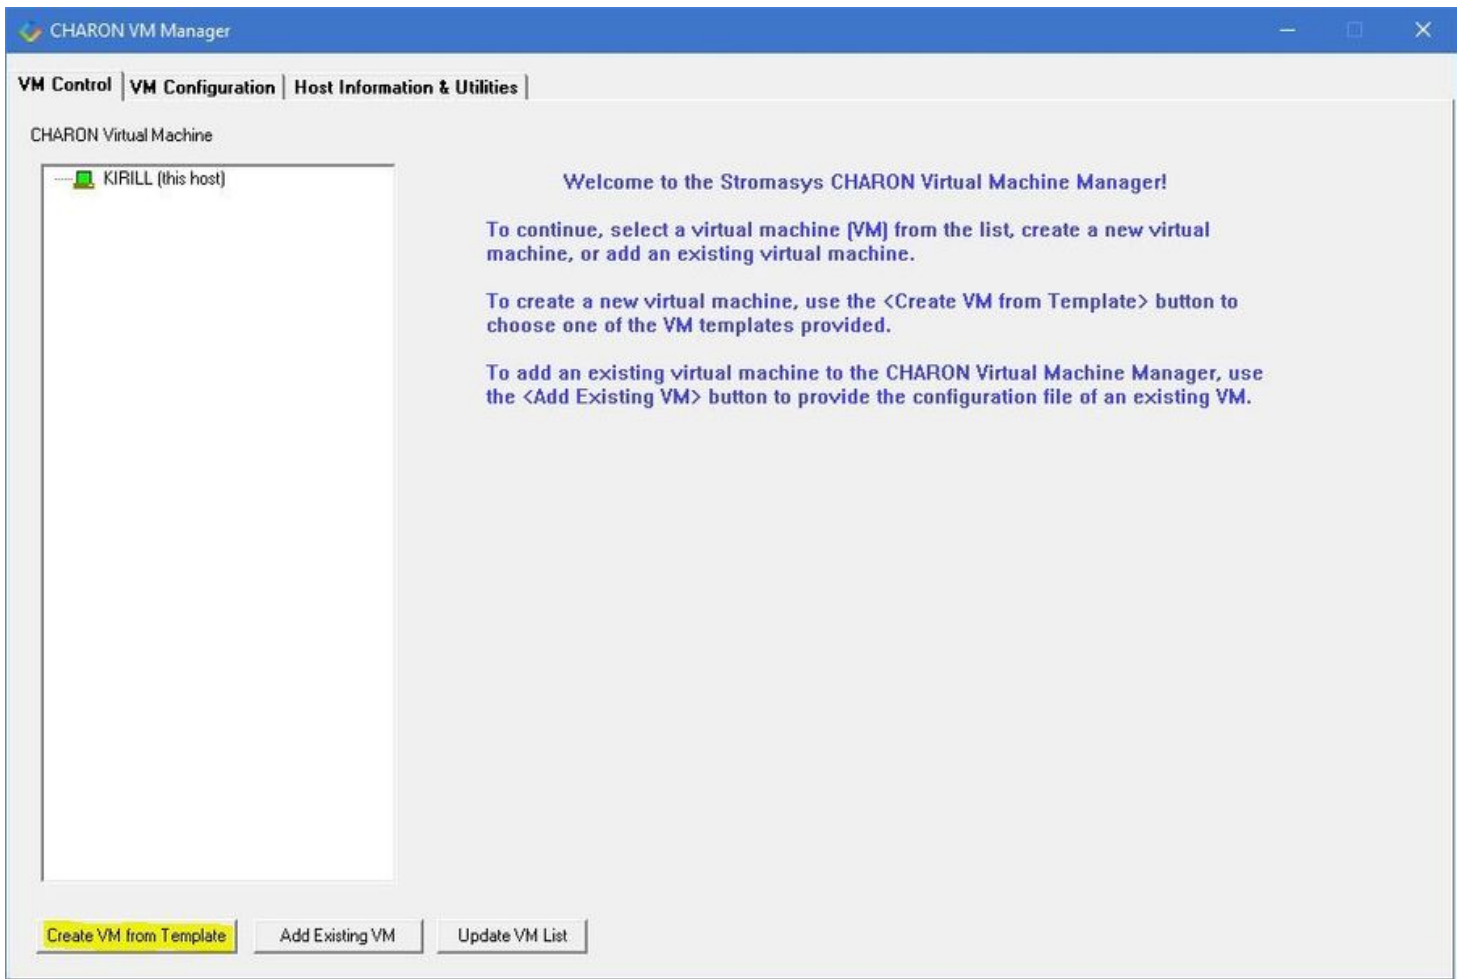 CHARON VM Manager
VM Control VM Configuration Host Information & Utilities
CHARON Virtual Machine
KIRILL (this host)
Welcome to the Stromasys CHARON Virtual Machine Manager!
To continue, select a virtual machine (VM) from the list, create a new virtual
machine, or add an existing virtual machine.
To create a new virtual machine, use the <Create VM from Template> button to
choose one of the VM templates provided.
To add an existing virtual machine to the CHARON Virtual Machine Manager, use
the <Add Existing VM> button to provide the configuration file of an existing VM.
Create VM from Template Add Existing VM Update VM List